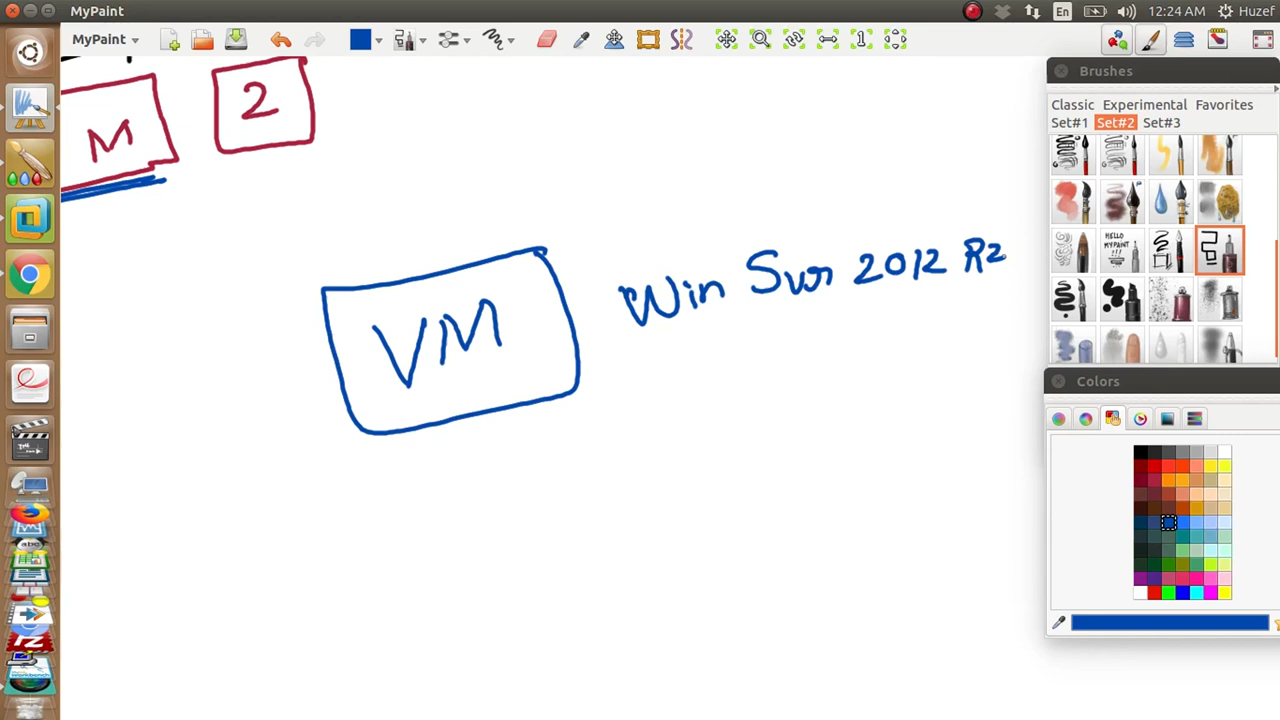 MyPaint
En
12:24 AM
Huzef
MyPaint
Brushes
Classic Experimental Favorites
Set#1 Set#2 Set#3
HELLO MYPAINT !!!
Colors
M
2
VM
Win Svr 2012 R2